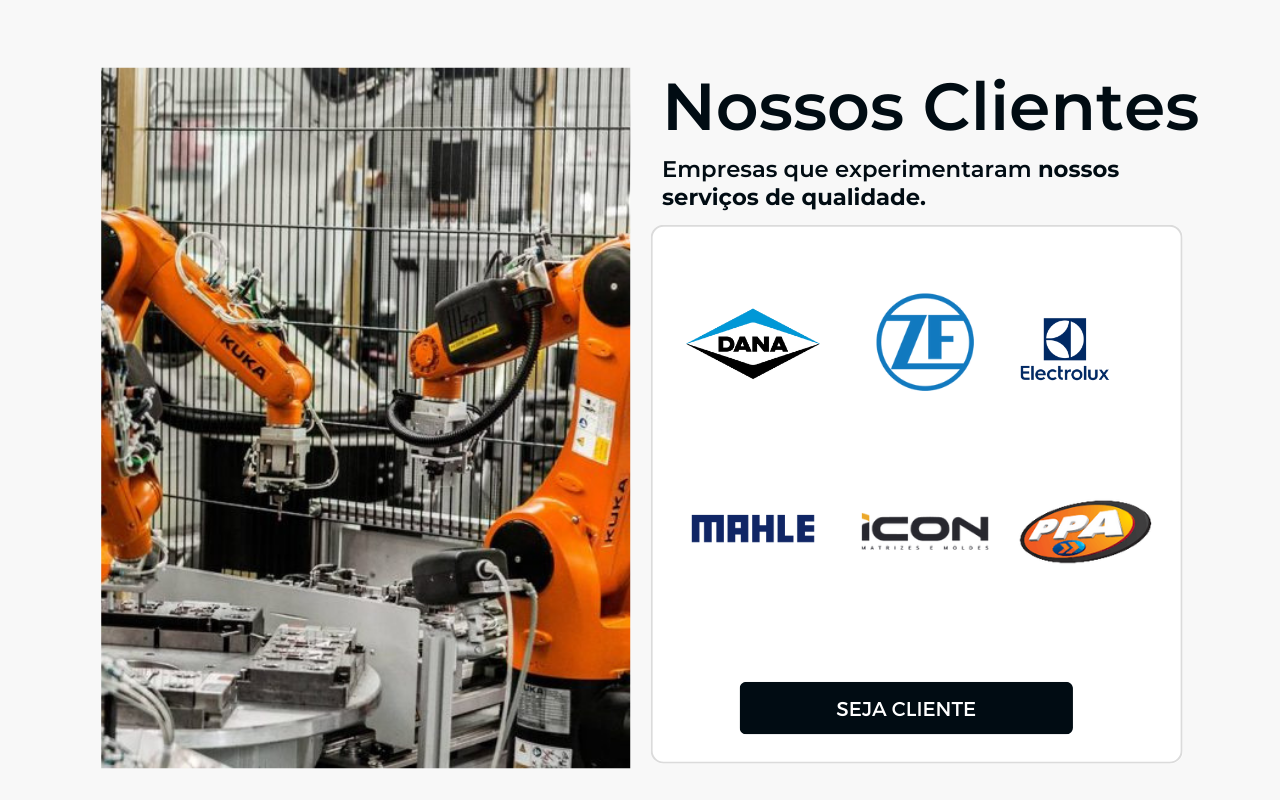 Nossos Clientes
Empresas que experimentaram nossos
serviços de qualidade.
DANA
ZF
Electrolux
MAHLE
iCON
MATRIZES E MOLDES
PPA
SEJA CLIENTE
KUKA
KUKA